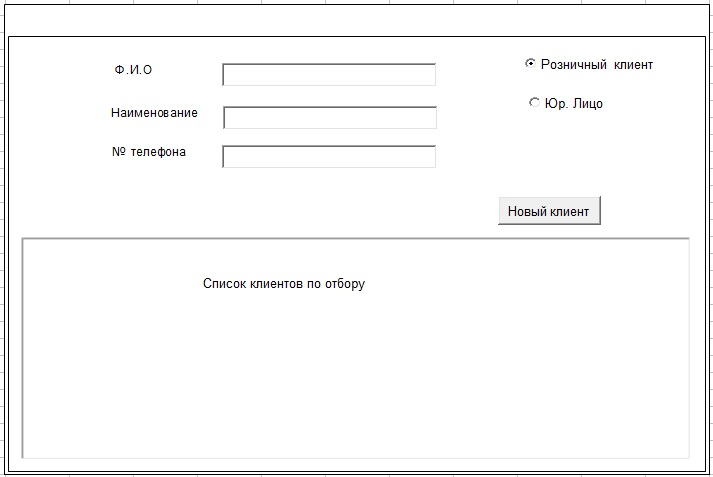 Ф.И.О
Розничный клиент
Наименование
Юр. Лицо
№ телефона
Новый клиент
Список клиентов по отбору